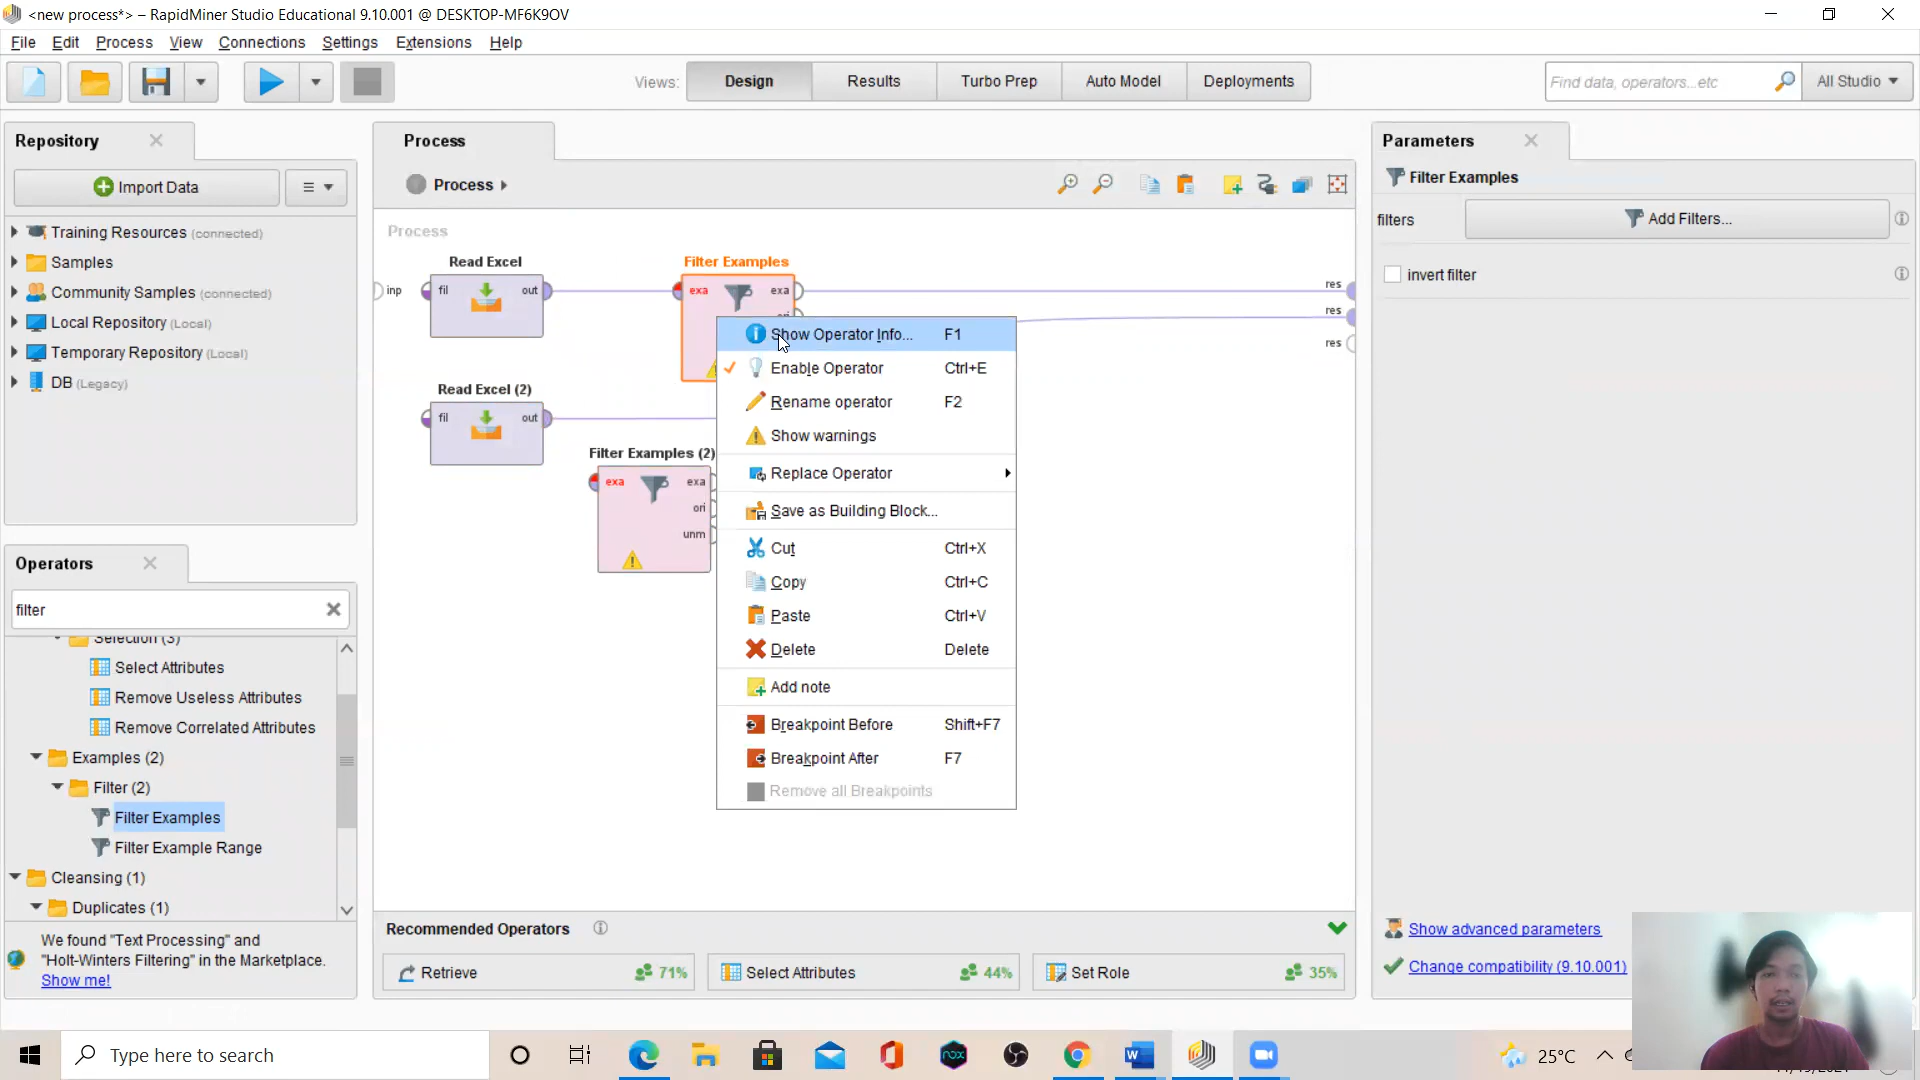 <new process*> – RapidMiner Studio Educational 9.10.001 @ DESKTOP-MF6K9OV
File Edit Process View Connections Settings Extensions Help
Views: Design Results Turbo Prep Auto Model Deployments
Find data, operators...etc All Studio
Repository
Import Data
Training Resources (connected)
Samples
Community Samples (connected)
Local Repository (Local)
Temporary Repository (Local)
DB (Legacy)
Operators
filter
Selection (3)
Select Attributes
Remove Useless Attributes
Remove Correlated Attributes
Examples (2)
Filter (2)
Filter Examples
Filter Example Range
Cleansing (1)
Duplicates (1)
We found "Text Processing" and
"Holt-Winters Filtering" in the Marketplace.
Show me!
Process
Process
Process
Read Excel
inp
fil out
Filter Examples
exa exa
res
res
res
Read Excel (2)
fil out
Filter Examples (2)
exa exa
ori
unm
Show Operator Info... F1
Enable Operator Ctrl+E
Rename operator F2
Show warnings
Replace Operator
Save as Building Block...
Cut Ctrl+X
Copy Ctrl+C
Paste Ctrl+V
Delete Delete
Add note
Breakpoint Before Shift+F7
Breakpoint After F7
Remove all Breakpoints
Recommended Operators
Retrieve 71%
Select Attributes 44%
Set Role 35%
Parameters
Filter Examples
filters Add Filters...
invert filter
Show advanced parameters
Change compatibility (9.10.001)
Type here to search
25°C